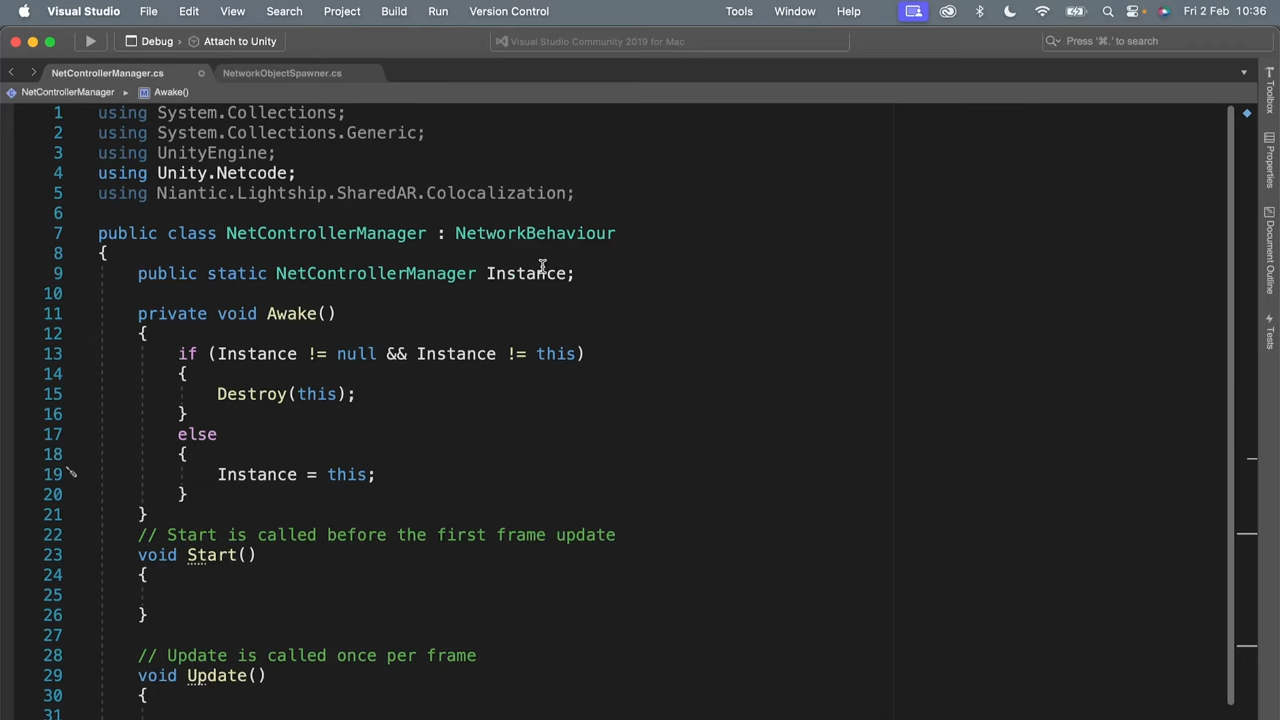 Visual Studio File Edit View Search Project Build Run Version Control Tools Window Help Fri 2 Feb 10:36
Debug > Attach to Unity Visual Studio Community 2019 for Mac Press ‘⌘.’ to search
NetControllerManager.cs NetworkObjectSpawner.cs
NetControllerManager Awake()
1 using System.Collections;
2 using System.Collections.Generic;
3 using UnityEngine;
4 using Unity.Netcode;
5 using Niantic.Lightship.SharedAR.Colocalization;
6
7 public class NetControllerManager : NetworkBehaviour
8 {
9 public static NetControllerManager Instance;
10
11 private void Awake()
12 {
13 if (Instance != null && Instance != this)
14 {
15 Destroy(this);
16 }
17 else
18 {
19 Instance = this;
20 }
21 }
22 // Start is called before the first frame update
23 void Start()
24 {
25
26 }
27
28 // Update is called once per frame
29 void Update()
30 {
31
Toolbox
Properties
Document Outline
Tests